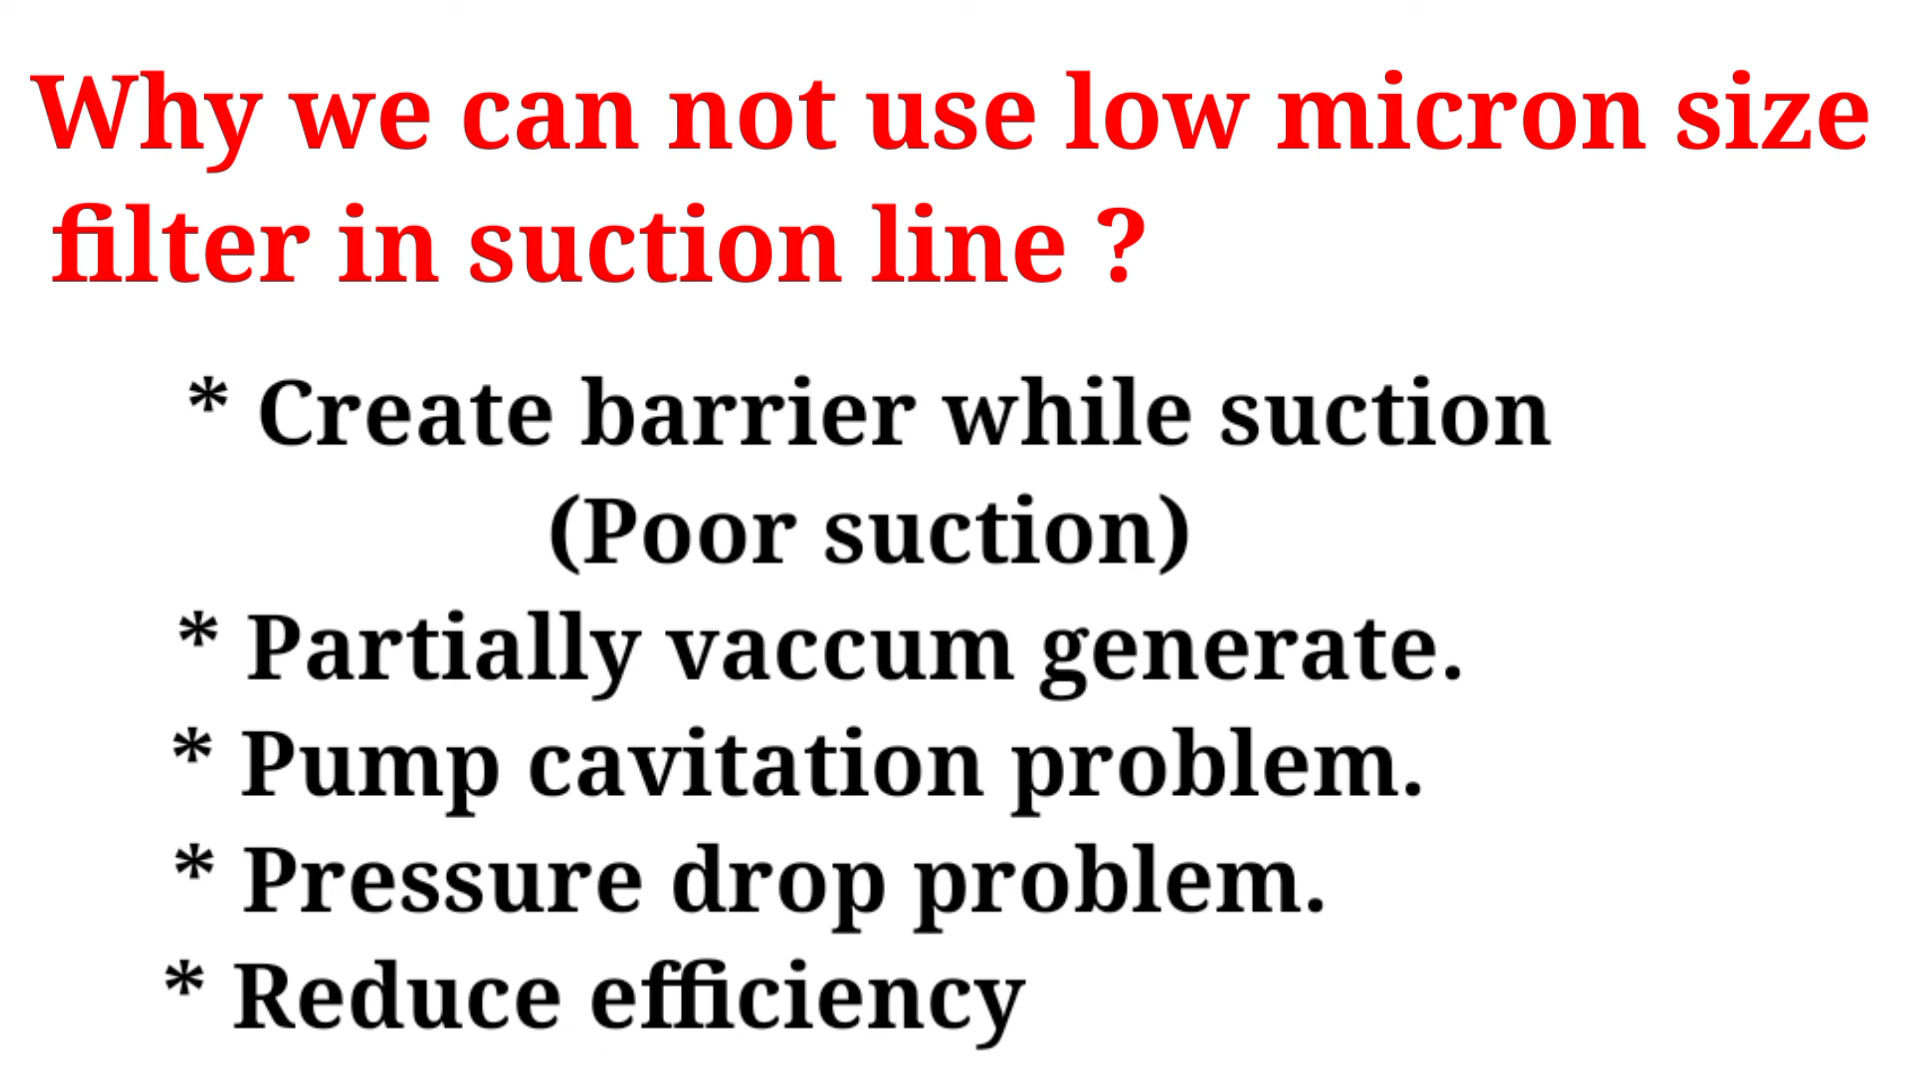 Why we can not use low micron size
filter in suction line ?
* Create barrier while suction
(Poor suction)
* Partially vaccum generate.
* Pump cavitation problem.
* Pressure drop problem.
* Reduce efficiency